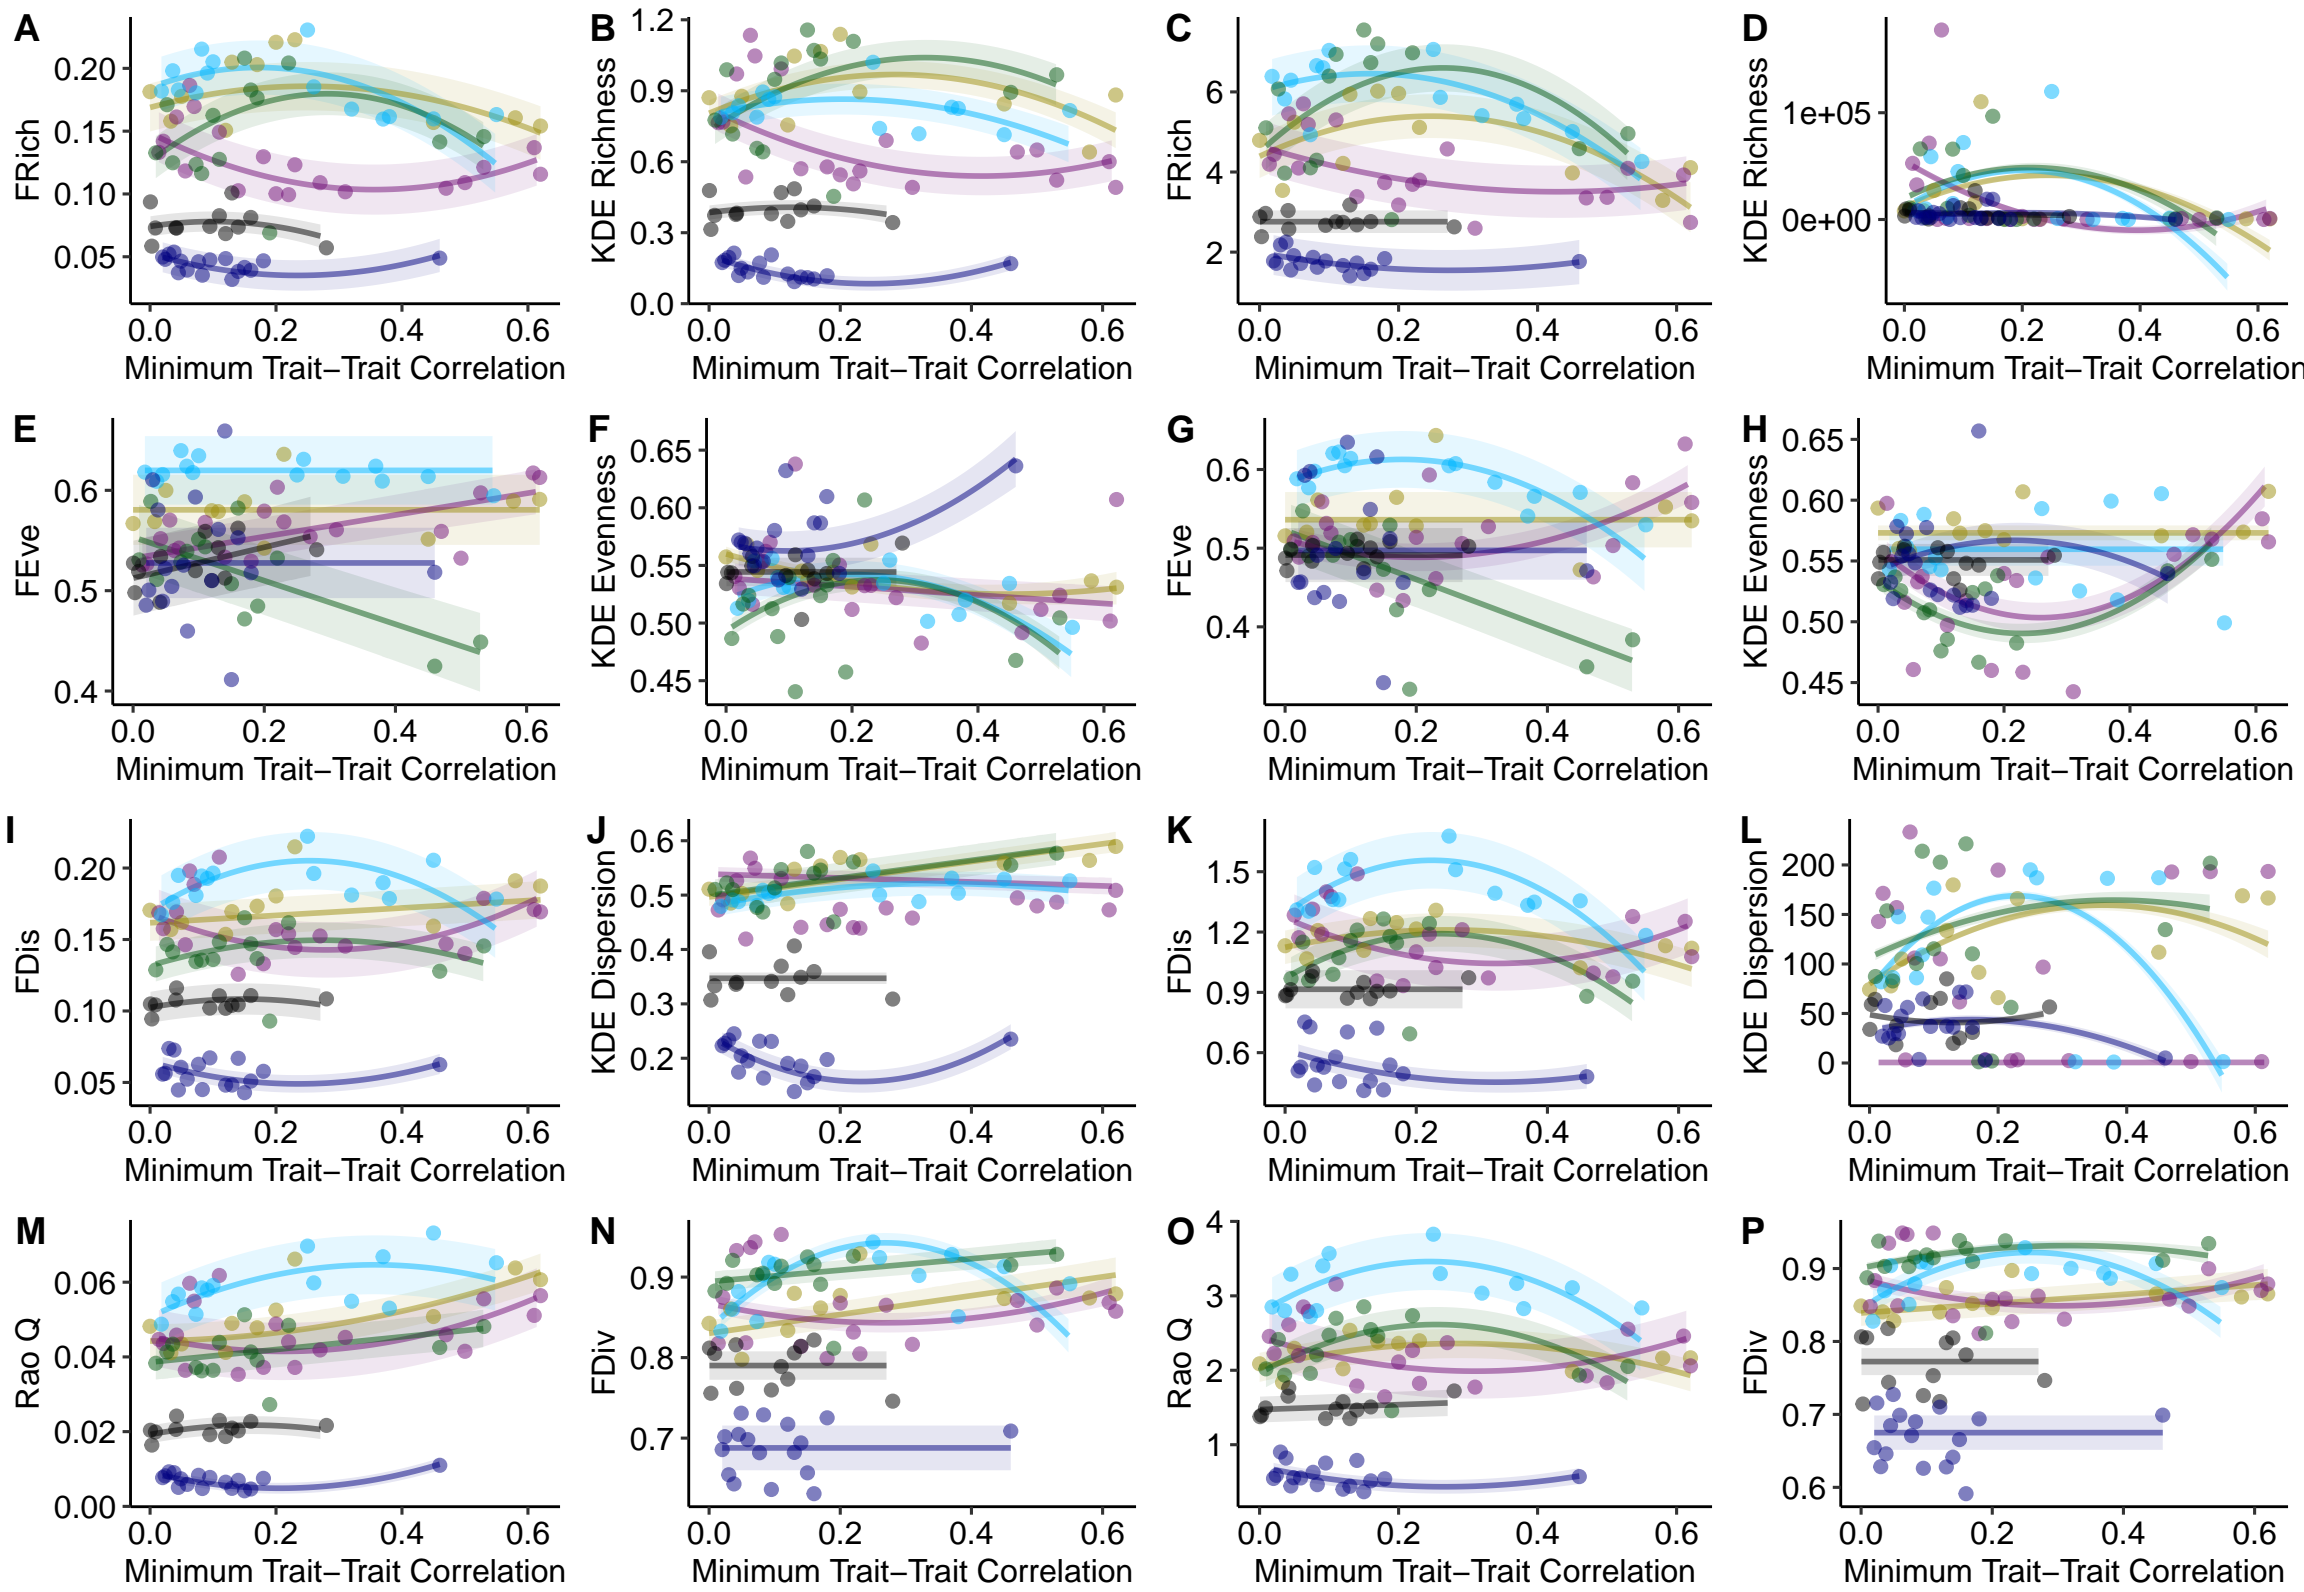 A
FRich
0.20
0.15
0.10
0.05
0.0 0.2 0.4 0.6
Minimum Trait−Trait Correlation
B
KDE Richness
1.2
0.9
0.6
0.3
0.0
0.0 0.2 0.4 0.6
Minimum Trait−Trait Correlation
C
FRich
6
4
2
0.0 0.2 0.4 0.6
Minimum Trait−Trait Correlation
D
KDE Richness
1e+05
0e+00
0.0 0.2 0.4 0.6
Minimum Trait−Trait Correlation
E
FEve
0.6
0.5
0.4
0.0 0.2 0.4 0.6
Minimum Trait−Trait Correlation
F
KDE Evenness
0.65
0.60
0.55
0.50
0.45
0.0 0.2 0.4 0.6
Minimum Trait−Trait Correlation
G
FEve
0.6
0.5
0.4
0.0 0.2 0.4 0.6
Minimum Trait−Trait Correlation
H
KDE Evenness
0.65
0.60
0.55
0.50
0.45
0.0 0.2 0.4 0.6
Minimum Trait−Trait Correlation
I
FDis
0.20
0.15
0.10
0.05
0.0 0.2 0.4 0.6
Minimum Trait−Trait Correlation
J
KDE Dispersion
0.6
0.5
0.4
0.3
0.2
0.0 0.2 0.4 0.6
Minimum Trait−Trait Correlation
K
FDis
1.5
1.2
0.9
0.6
0.0 0.2 0.4 0.6
Minimum Trait−Trait Correlation
L
KDE Dispersion
200
150
100
50
0
0.0 0.2 0.4 0.6
Minimum Trait−Trait Correlation
M
Rao Q
0.06
0.04
0.02
0.00
0.0 0.2 0.4 0.6
Minimum Trait−Trait Correlation
N
FDiv
0.9
0.8
0.7
0.0 0.2 0.4 0.6
Minimum Trait−Trait Correlation
O
Rao Q
4
3
2
1
0.0 0.2 0.4 0.6
Minimum Trait−Trait Correlation
P
FDiv
0.9
0.8
0.7
0.6
0.0 0.2 0.4 0.6
Minimum Trait−Trait Correlation